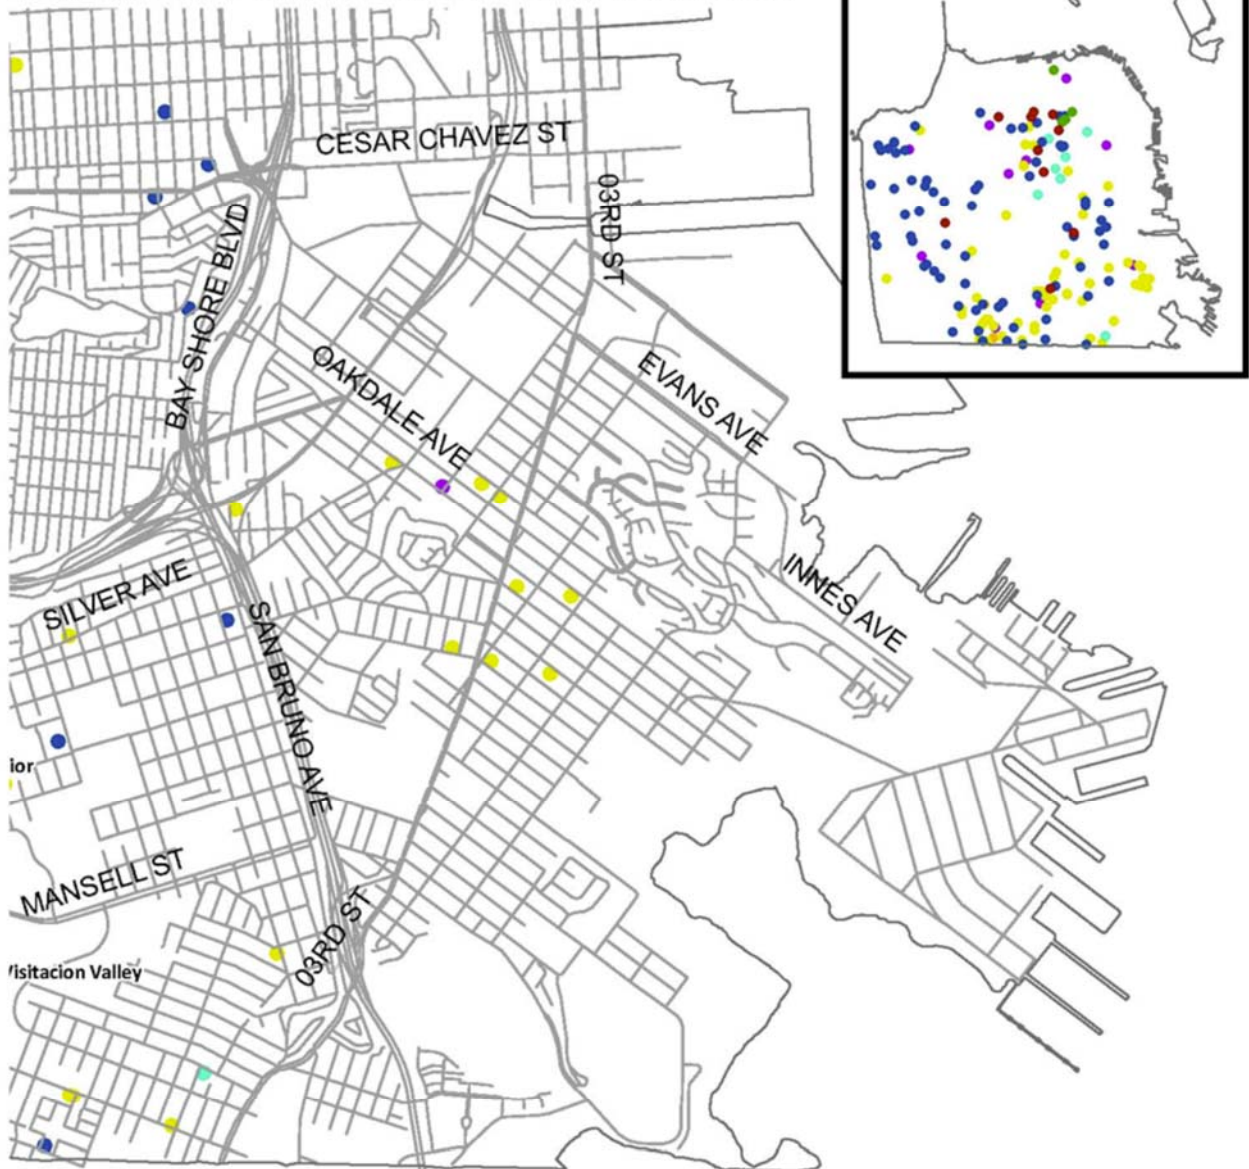 CESAR CHAVEZ ST
03RD ST
BAY SHORE BLVD
OAKDALE AVE
EVANS AVE
INNES AVE
SILVER AVE
SAN BRUNO AVE
ior
MANSELL ST
03RD ST
isitacion Valley